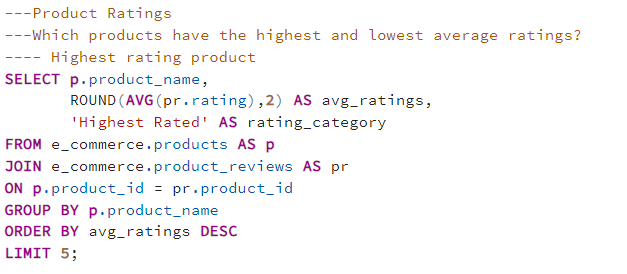 ---Product Ratings
---Which products have the highest and lowest average ratings?
---- Highest rating product
SELECT p.product_name,
       ROUND(AVG(pr.rating),2) AS avg_ratings,
       'Highest Rated' AS rating_category
FROM e_commerce.products AS p
JOIN e_commerce.product_reviews AS pr
ON p.product_id = pr.product_id
GROUP BY p.product_name
ORDER BY avg_ratings DESC
LIMIT 5;